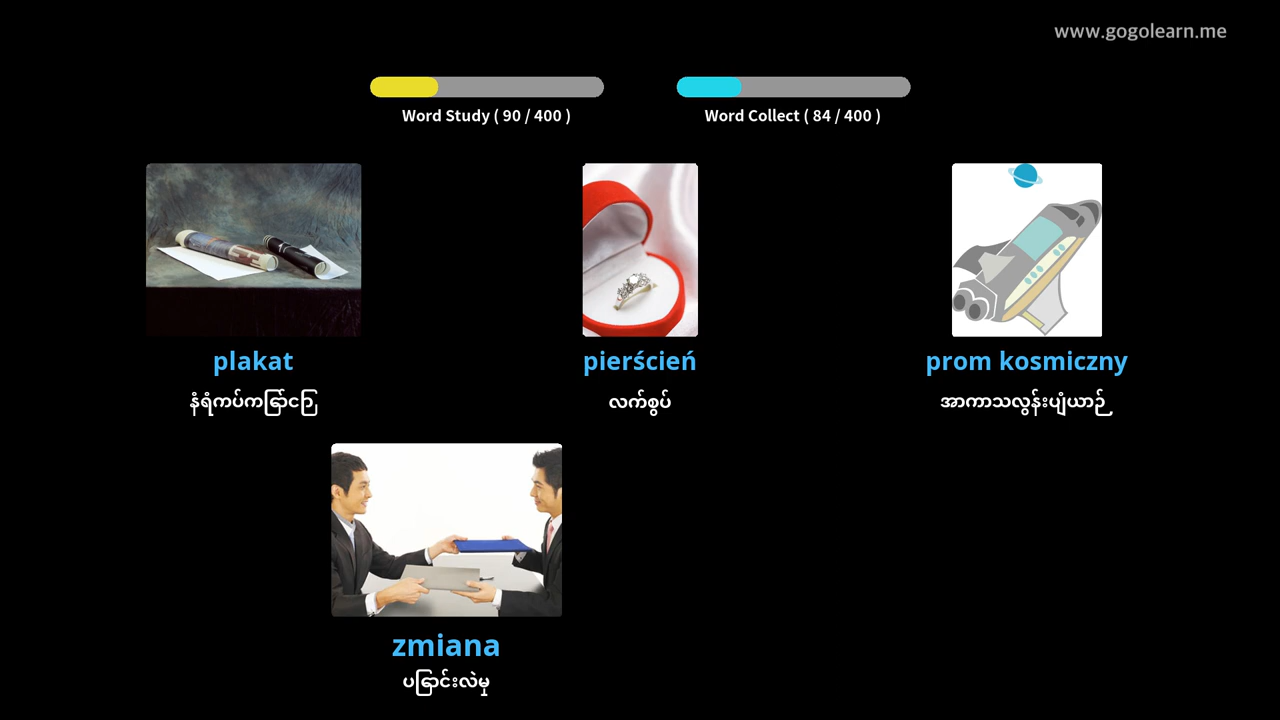 www.gogolearn.me
Word Study ( 90 / 400 )
Word Collect ( 84 / 400 )
plakat
pierścień
prom kosmiczny
နံရံကပ်ကြော်ငြာ
လက်စွပ်
အာကာသလွန်းပျံယာဉ်
zmiana
ပြောင်းလဲမှု